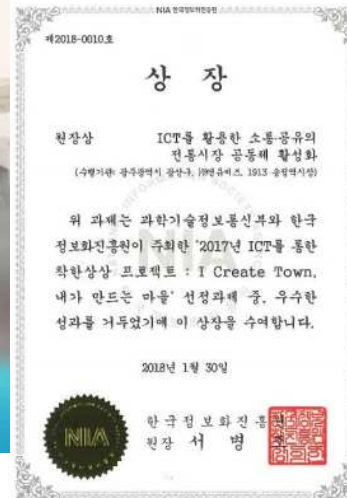 NIA 한국정보화진흥원
제2018-0010호
상 장
원장상 ICT를 활용한 소통·공유의
전통시장 공동체 활성화
(수행기관: 광주광역시 광산구, 1913 송정역시장)
위 과제는 과학기술정보통신부와 한국
정보화진흥원이 주최한 '2017년 ICT를 통한
착한상상 프로젝트 : I Create Town,
내가 만드는 마을' 선정과제 중, 우수한
성과를 거두었기에 이 상장을 수여합니다.
2018년 1월 30일
한국정보화진흥원
원장 서 병
NIA